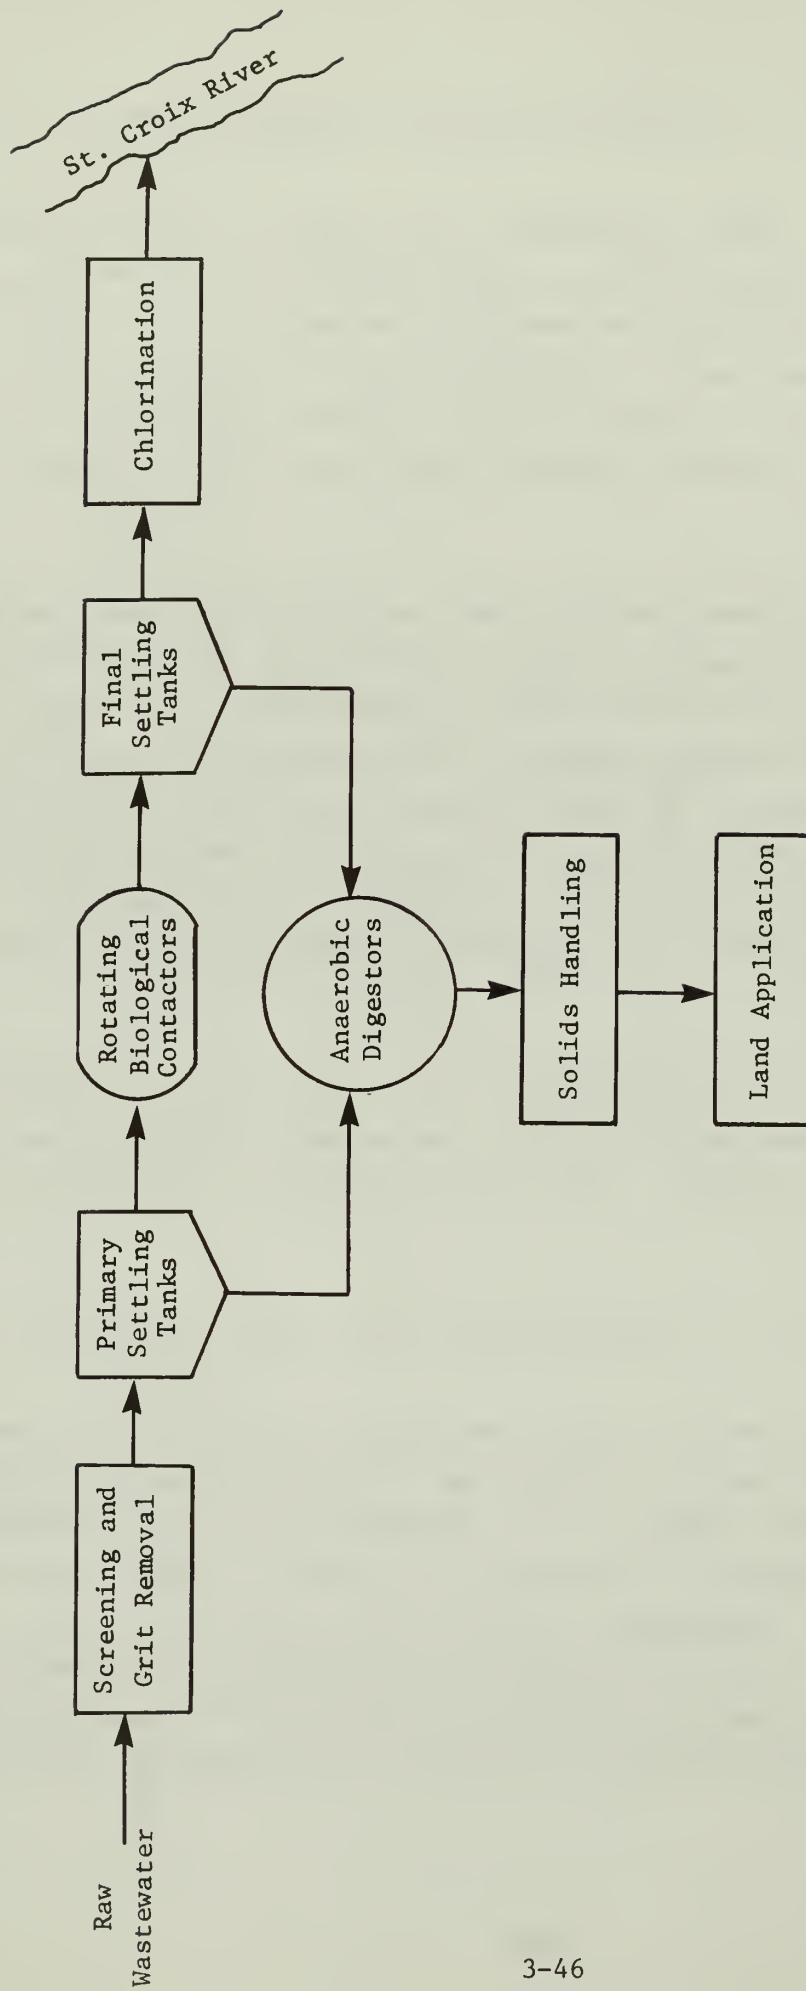 Raw
Wastewater
Screening and
Grit Removal
Primary
Settling
Tanks
Rotating
Biological
Contactors
Final
Settling
Tanks
Chlorination
St. Croix River
Anaerobic
Digestors
Solids Handling
Land Application
3-46